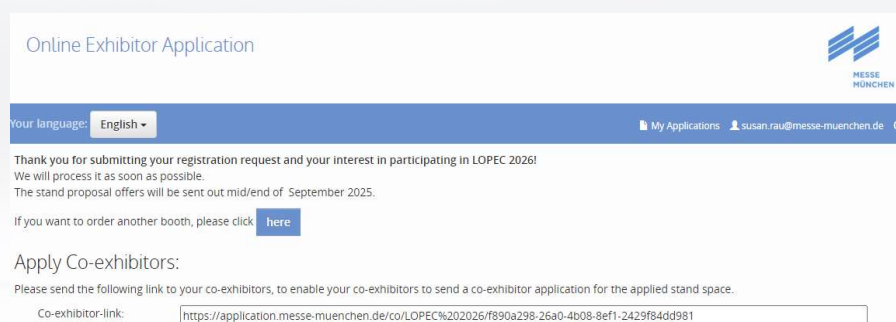 Online Exhibitor Application
MESSE
MÜNCHEN
Your language: English
My Applications susan.rau@messe-muenchen.de
Thank you for submitting your registration request and your interest in participating in LOPEC 2026!
We will process it as soon as possible.
The stand proposal offers will be sent out mid/end of September 2025.
If you want to order another booth, please click here
Apply Co-exhibitors:
Please send the following link to your co-exhibitors, to enable your co-exhibitors to send a co-exhibitor application for the applied stand space.
Co-exhibitor-link: https://application.messe-muenchen.de/co/LOPEC%202026/f890a298-26a0-4b08-8ef1-2429f84dd981